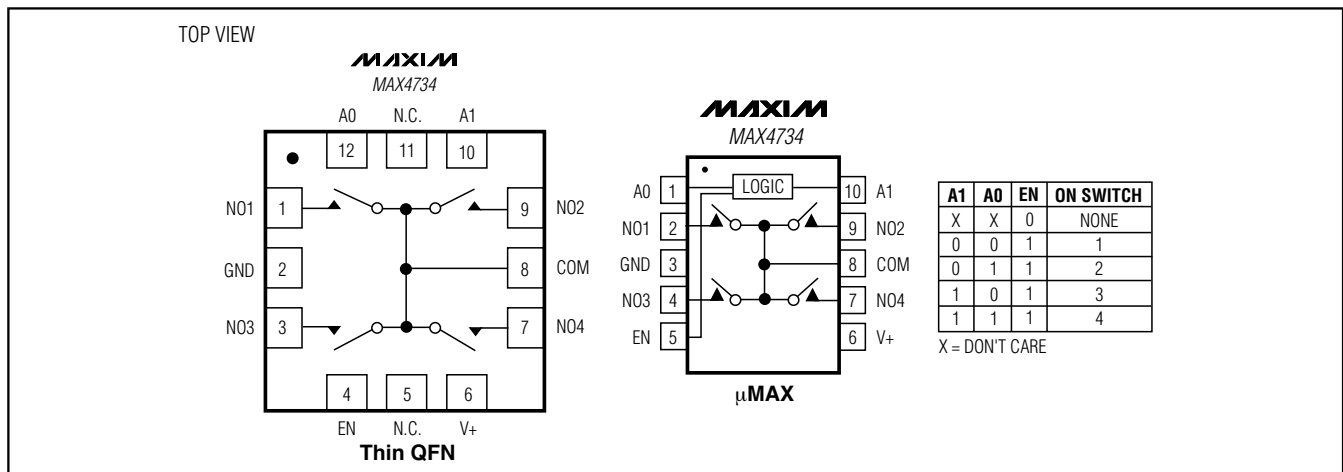 TOP VIEW
MAXIM
MAX4734
A0 N.C. A1
12 11 10
NO1 1 9 NO2
GND 2 8 COM
NO3 3 7 NO4
4 5 6
EN N.C. V+
Thin QFN
MAXIM
MAX4734
A0 1 LOGIC 10 A1
NO1 2 9 NO2
GND 3 8 COM
NO3 4 7 NO4
EN 5 6 V+
µMAX
A1 A0 EN ON SWITCH
X X 0 NONE
0 0 1 1
0 1 1 2
1 0 1 3
1 1 1 4
X = DON'T CARE